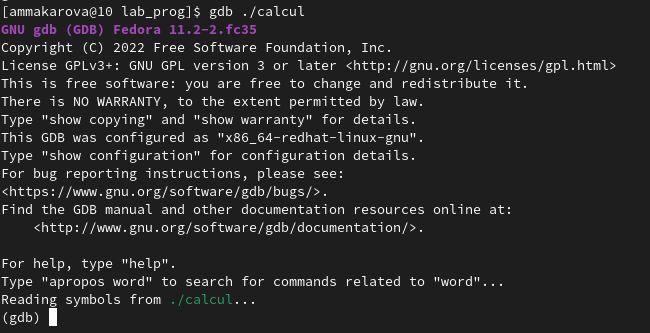 [ammakarova@10 lab_prog]$ gdb ./calcul
GNU gdb (GDB) Fedora 11.2-2.fc35
Copyright (C) 2022 Free Software Foundation, Inc.
License GPLv3+: GNU GPL version 3 or later <http://gnu.org/licenses/gpl.html>
This is free software: you are free to change and redistribute it.
There is NO WARRANTY, to the extent permitted by law.
Type "show copying" and "show warranty" for details.
This GDB was configured as "x86_64-redhat-linux-gnu".
Type "show configuration" for configuration details.
For bug reporting instructions, please see:
<https://www.gnu.org/software/gdb/bugs/>.
Find the GDB manual and other documentation resources online at:
    <http://www.gnu.org/software/gdb/documentation/>.

For help, type "help".
Type "apropos word" to search for commands related to "word"...
Reading symbols from ./calcul...
(gdb)